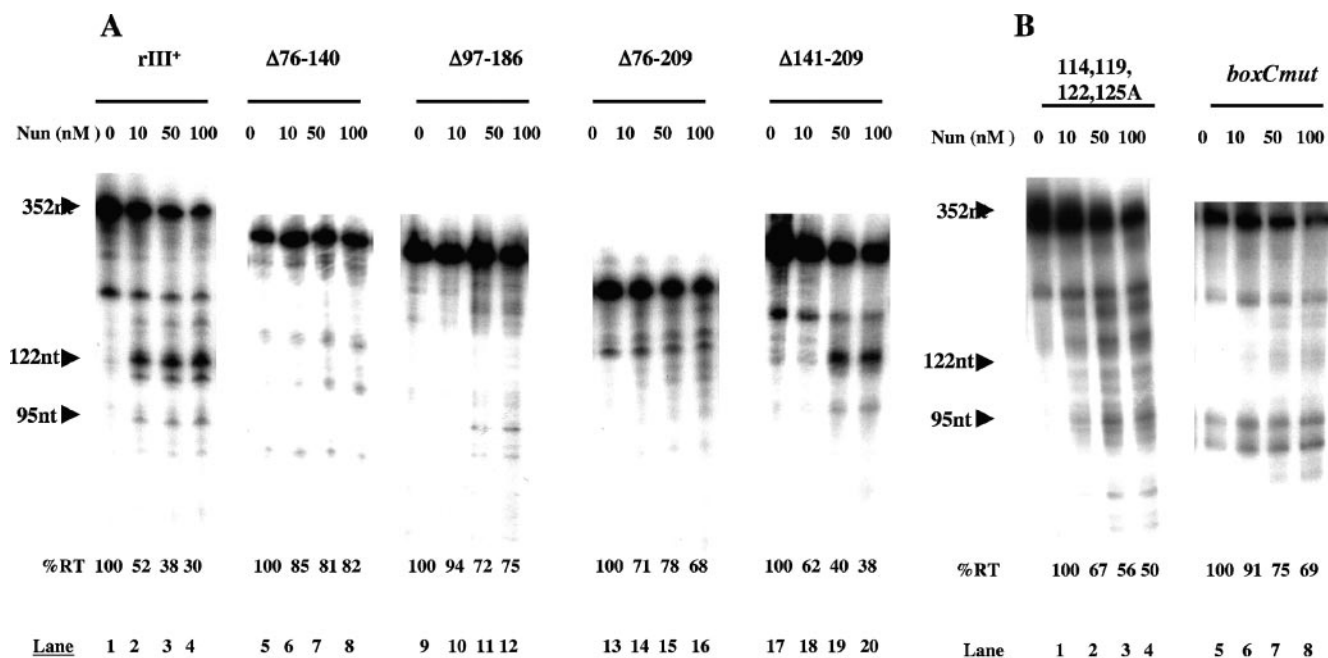 A
B
rIII+ Δ76-140 Δ97-186 Δ76-209 Δ141-209
114,119,
122,125A
boxCmut
Nun (nM ) 0 10 50 100 0 10 50 100 0 10 50 100 0 10 50 100 0 10 50 100
Nun (nM ) 0 10 50 100 0 10 50 100
352nt
352nt
122nt
122nt
95nt
95nt
%RT 100 52 38 30 100 85 81 82 100 94 72 75 100 71 78 68 100 62 40 38
%RT 100 67 56 50 100 91 75 69
Lane 1 2 3 4 5 6 7 8 9 10 11 12 13 14 15 16 17 18 19 20
Lane 1 2 3 4 5 6 7 8